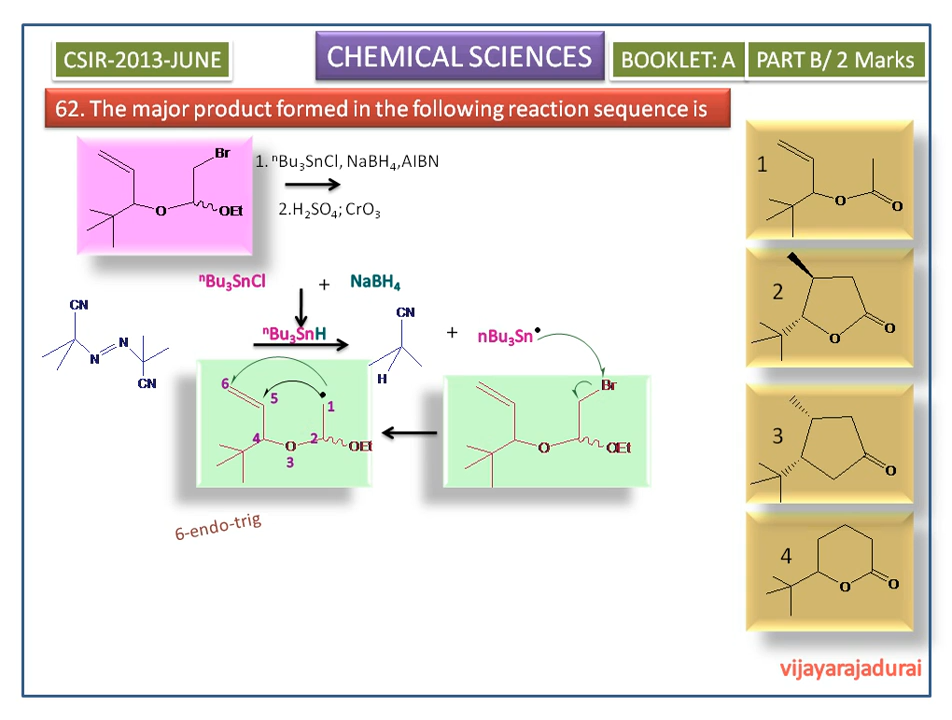 CSIR-2013-JUNE
CHEMICAL SCIENCES
BOOKLET: A
PART B/ 2 Marks
62. The major product formed in the following reaction sequence is
Br
O
OEt
1. ⁿBu₃SnCl, NaBH₄,AIBN
2.H₂SO₄; CrO₃
ⁿBu₃SnCl + NaBH₄
ⁿBu₃SnH
CN
N
N
CN
CN
H
+ nBu₃Sn•
6
5
1
4
2
O
3
OEt
Br
O
OEt
6-endo-trig
1
O
O
2
O
O
3
O
4
O
O
vijayarajadurai